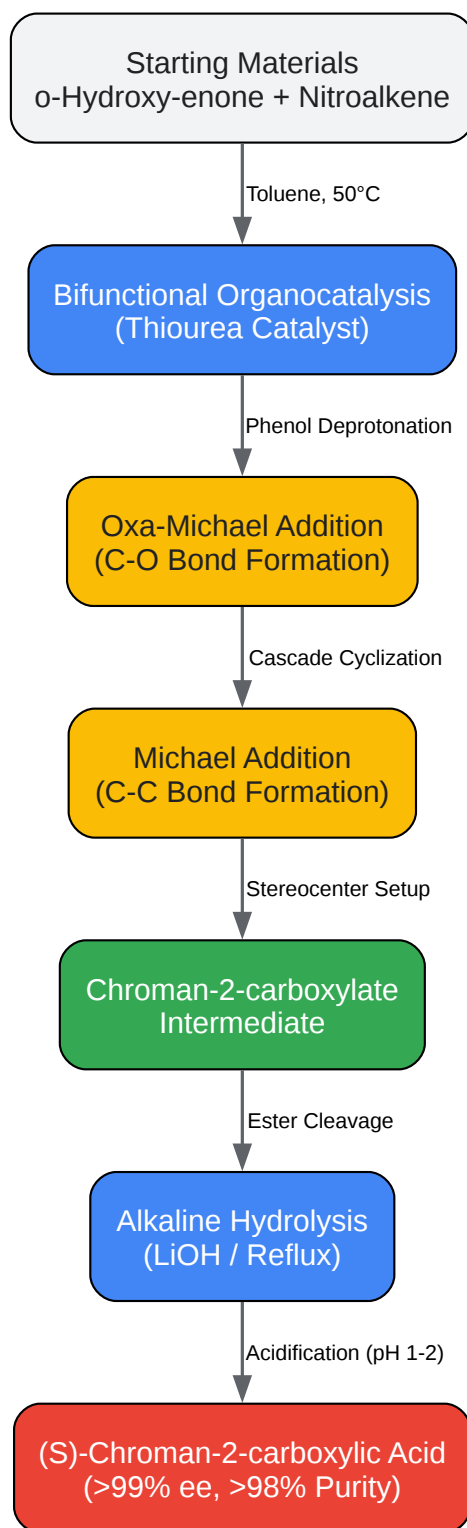 Starting Materials
o-Hydroxy-enone + Nitroalkene
Toluene, 50°C
Bifunctional Organocatalysis
(Thiourea Catalyst)
Phenol Deprotonation
Oxa-Michael Addition
(C-O Bond Formation)
Cascade Cyclization
Michael Addition
(C-C Bond Formation)
Stereocenter Setup
Chroman-2-carboxylate
Intermediate
Ester Cleavage
Alkaline Hydrolysis
(LiOH / Reflux)
Acidification (pH 1-2)
(S)-Chroman-2-carboxylic Acid
(>99% ee, >98% Purity)